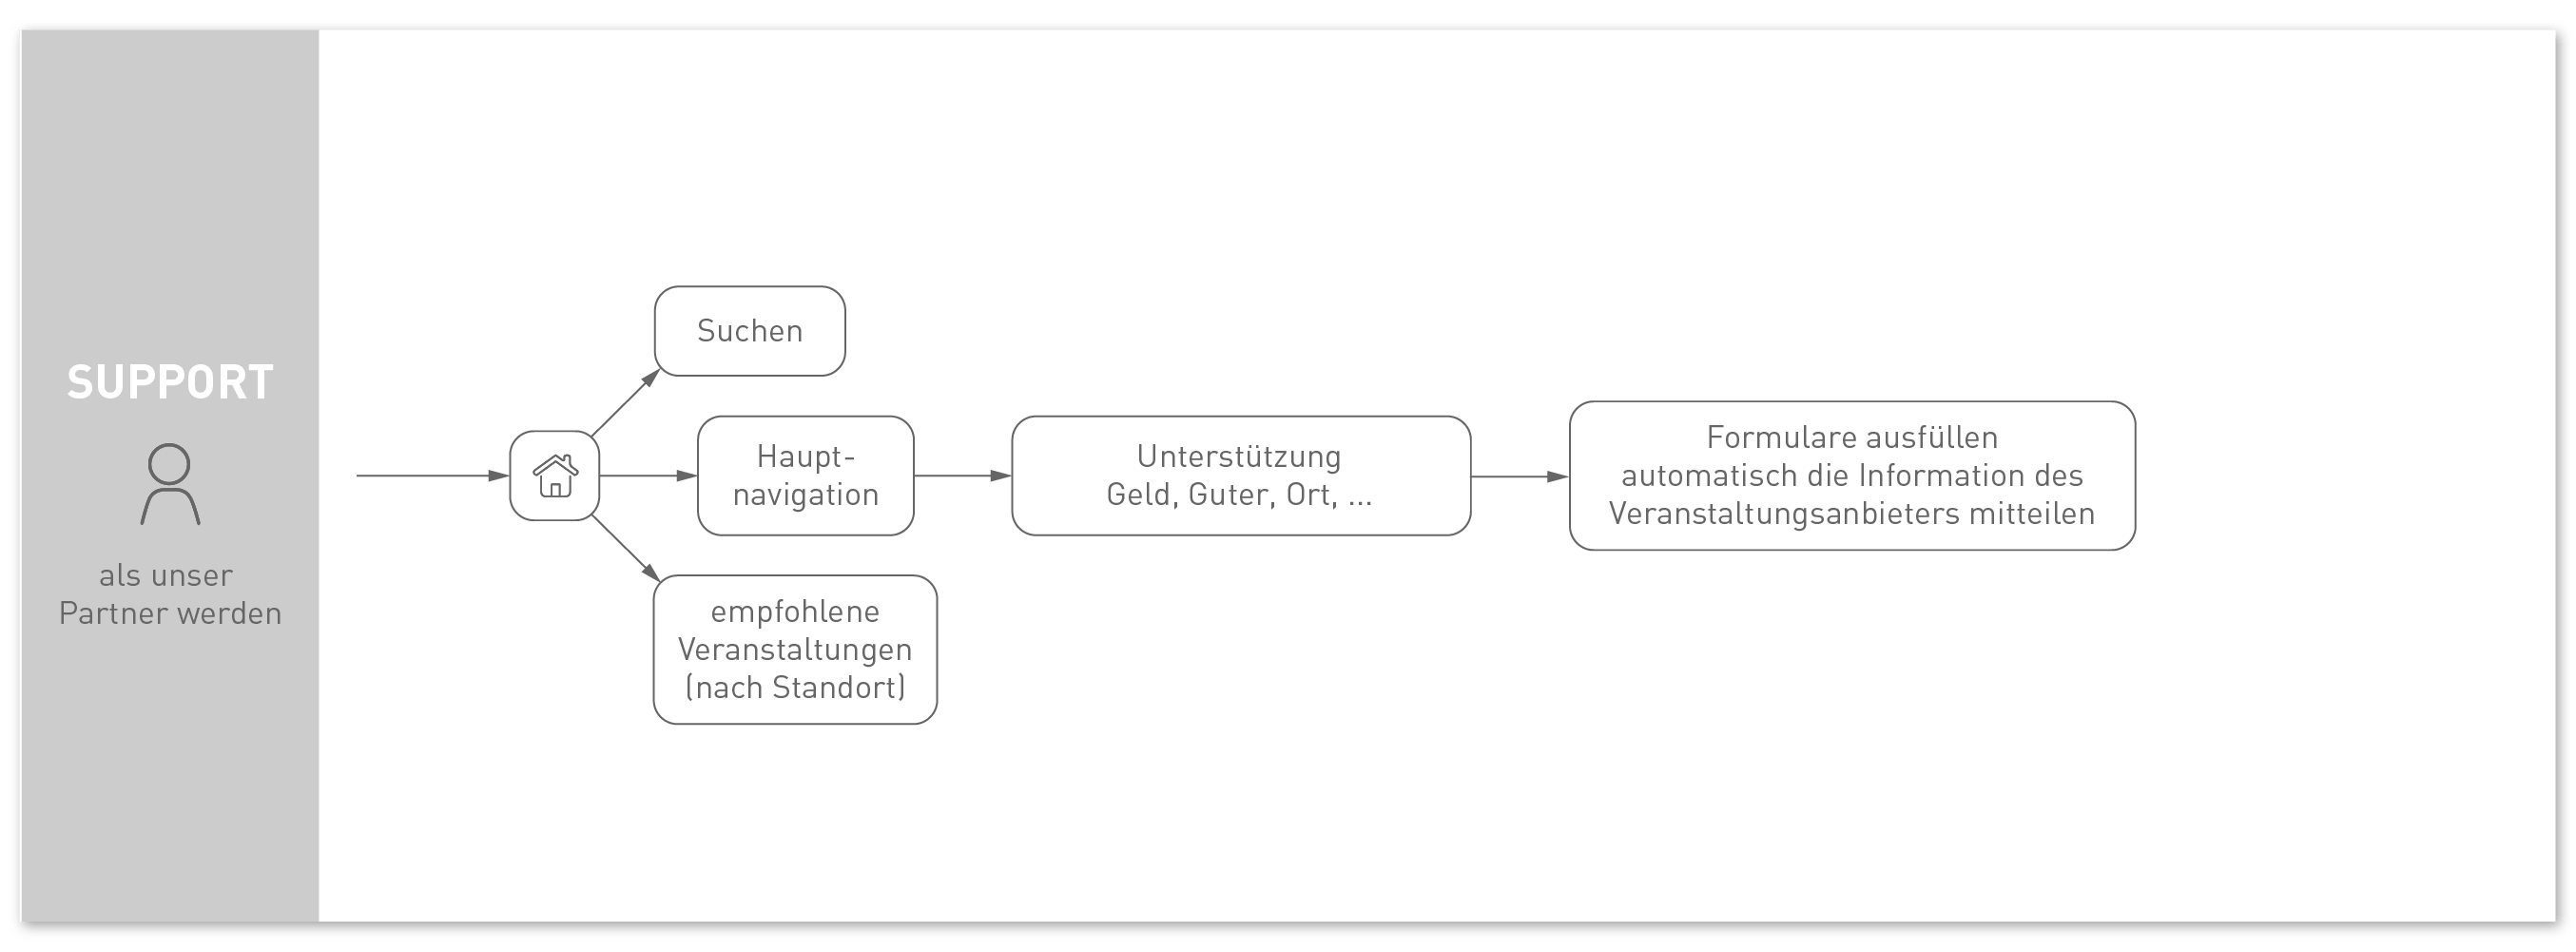 SUPPORT
als unser
Partner werden
Suchen
Haupt-
navigation
empfohlene
Veranstaltungen
(nach Standort)
Unterstützung
Geld, Guter, Ort, ...
Formulare ausfüllen
automatisch die Information des
Veranstaltungsanbieters mitteilen